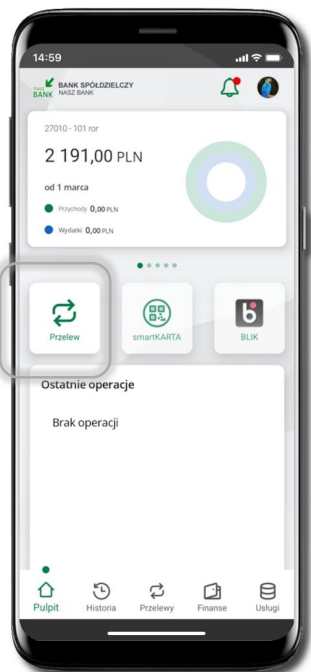 14:59
nasz BANK
BANK SPÓŁDZIELCZY
NASZ BANK
27010 - 101 ror
2 191,00 PLN
od 1 marca
Przychody 0,00 PLN
Wydatki 0,00 PLN
Przelew
smartKARTA
BLIK
Ostatnie operacje
Brak operacji
Pulpit
Historia
Przelewy
Finanse
Usługi